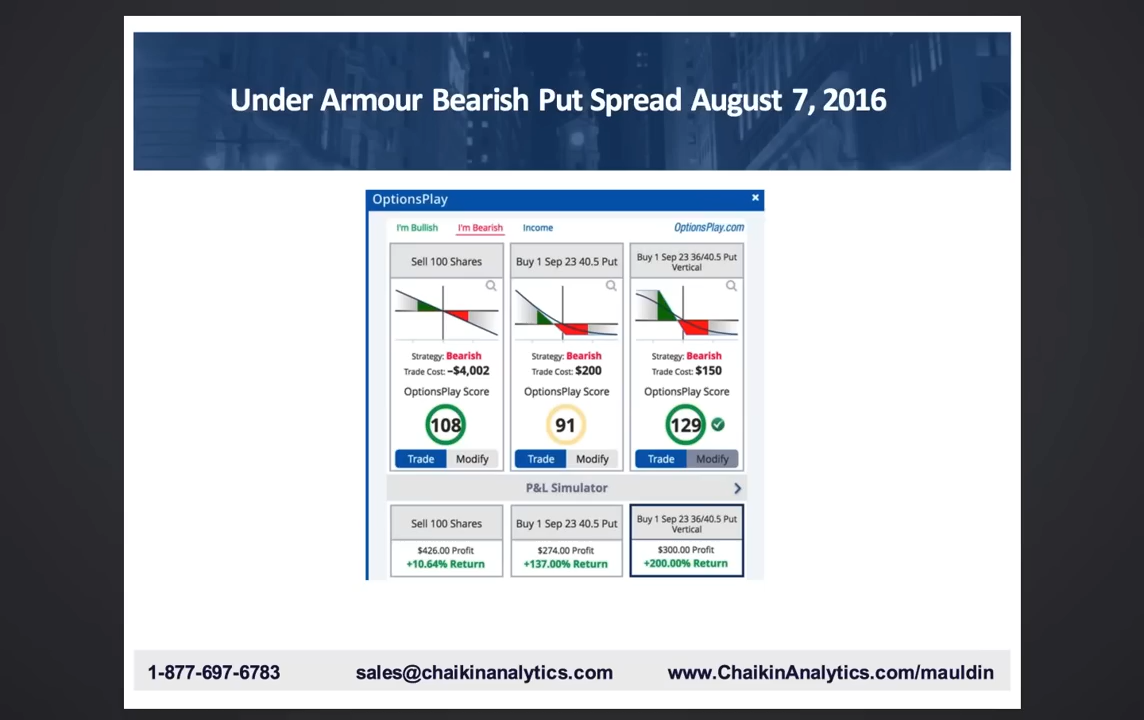 Under Armour Bearish Put Spread August 7, 2016
OptionsPlay ×
I'm Bullish I'm Bearish Income OptionsPlay.com
Sell 100 Shares
Strategy: Bearish
Trade Cost: -$4,002
OptionsPlay Score
108
Trade Modify
Buy 1 Sep 23 40.5 Put
Strategy: Bearish
Trade Cost: $200
OptionsPlay Score
91
Trade Modify
Buy 1 Sep 23 36/40.5 Put
Vertical
Strategy: Bearish
Trade Cost: $150
OptionsPlay Score
129
Trade Modify
P&L Simulator
Sell 100 Shares
$426.00 Profit
+10.64% Return
Buy 1 Sep 23 40.5 Put
$274.00 Profit
+137.00% Return
Buy 1 Sep 23 36/40.5 Put
Vertical
$300.00 Profit
+200.00% Return
1-877-697-6783 sales@chaikinanalytics.com www.ChaikinAnalytics.com/mauldin